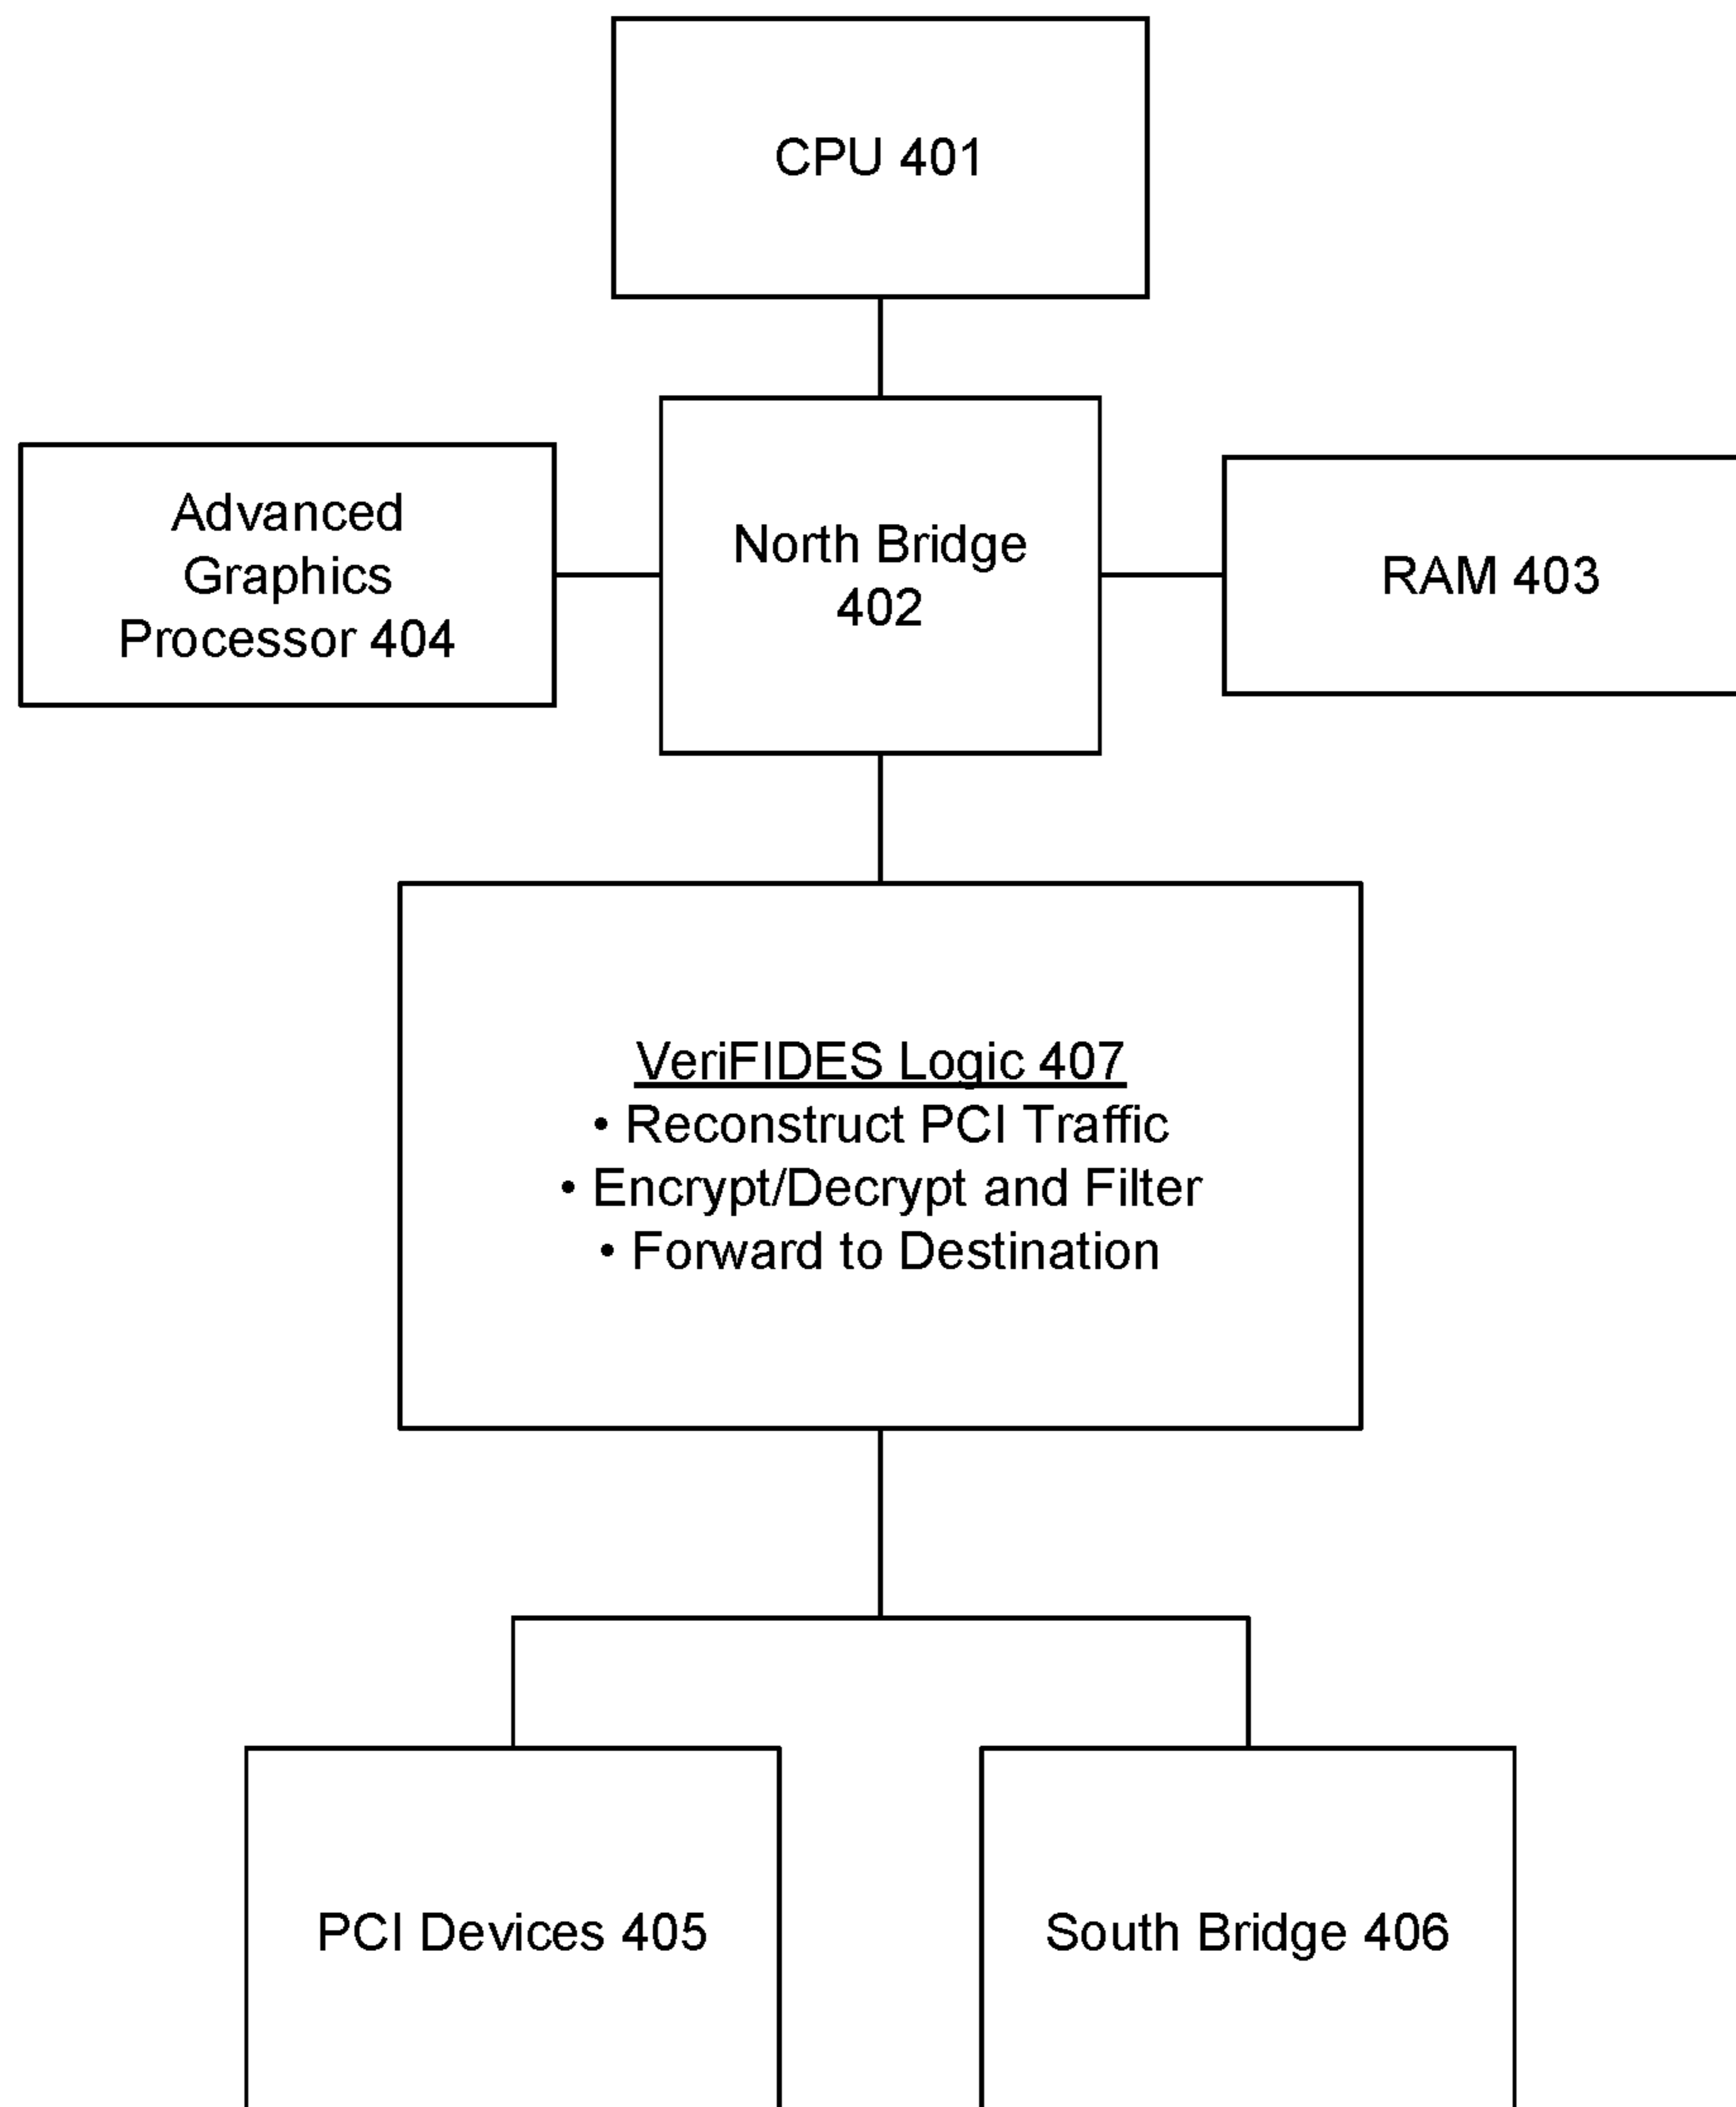 CPU 401
Advanced
Graphics
Processor 404
North Bridge
402
RAM 403
VeriFIDES Logic 407
• Reconstruct PCI Traffic
• Encrypt/Decrypt and Filter
• Forward to Destination
PCI Devices 405
South Bridge 406